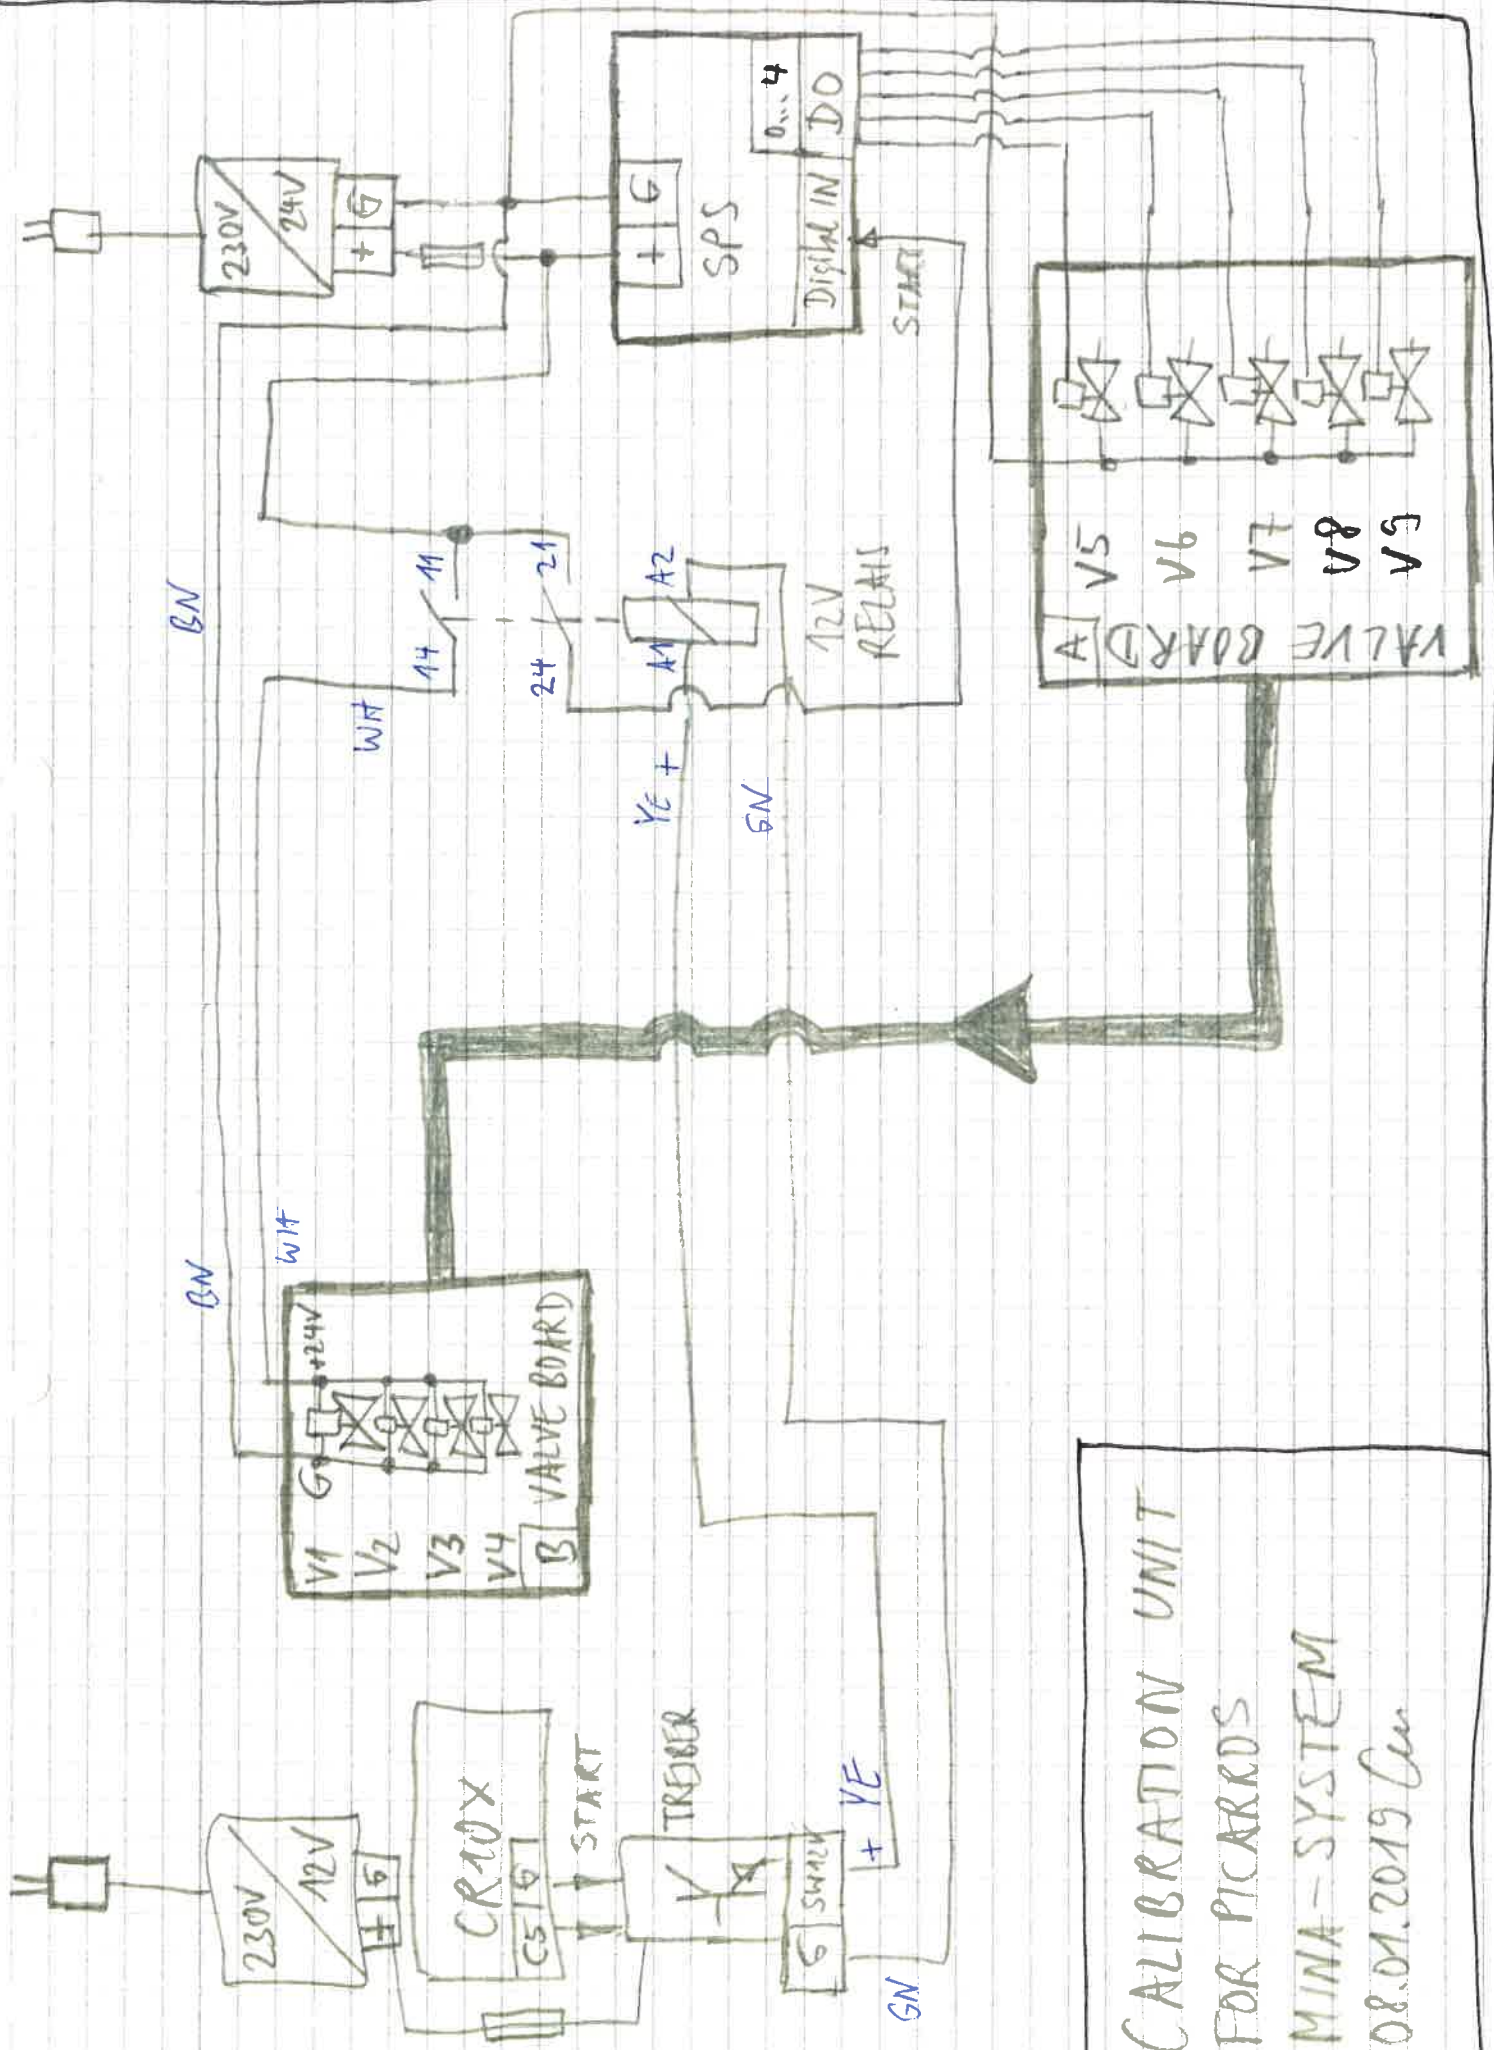 230V
12V
+ G
CR10X
C5 G
START
TREIBER
G SW12V
+ YE
GN
V1 G +24V
V2
V3
V4
B VALVE BOARD
BN
WH
BN
WH
14 11
24 21
A1 A2
YE +
GN
12V
RELAIS
230V
24V
+ G
+ G
SPS
0...4
Digital IN DO
START
V5
V6
V7
V8
V9
A
VALVE BOARD
CALIBRATION UNIT
FOR PICARROS
MINA-SYSTEM
08.01.2019